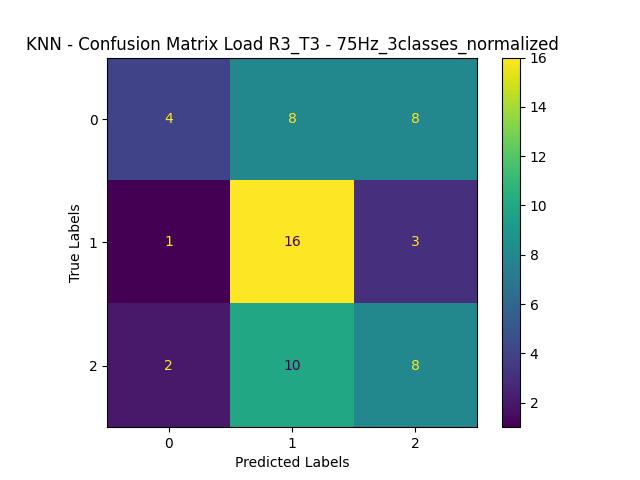 KNN - Confusion Matrix Load R3_T3 - 75Hz_3classes_normalized
0 4 8 8
1 1 16 3
2 2 10 8
0 1 2
Predicted Labels
True Labels
16
14
12
10
8
6
4
2